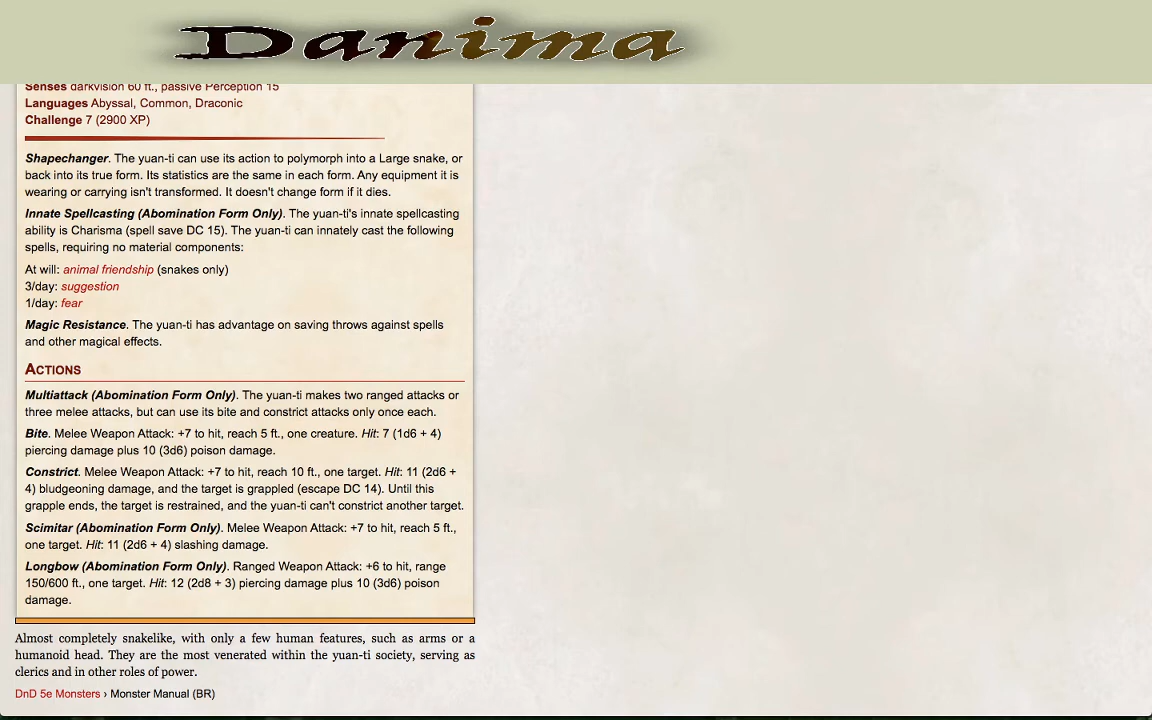 Danima
Senses darkvision 60 ft., passive Perception 15
Languages Abyssal, Common, Draconic
Challenge 7 (2900 XP)
Shapechanger. The yuan-ti can use its action to polymorph into a Large snake, or
back into its true form. Its statistics are the same in each form. Any equipment it is
wearing or carrying isn't transformed. It doesn't change form if it dies.
Innate Spellcasting (Abomination Form Only). The yuan-ti's innate spellcasting
ability is Charisma (spell save DC 15). The yuan-ti can innately cast the following
spells, requiring no material components:
At will: animal friendship (snakes only)
3/day: suggestion
1/day: fear
Magic Resistance. The yuan-ti has advantage on saving throws against spells
and other magical effects.
Actions
Multiattack (Abomination Form Only). The yuan-ti makes two ranged attacks or
three melee attacks, but can use its bite and constrict attacks only once each.
Bite. Melee Weapon Attack: +7 to hit, reach 5 ft., one creature. Hit: 7 (1d6 + 4)
piercing damage plus 10 (3d6) poison damage.
Constrict. Melee Weapon Attack: +7 to hit, reach 10 ft., one target. Hit: 11 (2d6 +
4) bludgeoning damage, and the target is grappled (escape DC 14). Until this
grapple ends, the target is restrained, and the yuan-ti can't constrict another target.
Scimitar (Abomination Form Only). Melee Weapon Attack: +7 to hit, reach 5 ft.,
one target. Hit: 11 (2d6 + 4) slashing damage.
Longbow (Abomination Form Only). Ranged Weapon Attack: +6 to hit, range
150/600 ft., one target. Hit: 12 (2d8 + 3) piercing damage plus 10 (3d6) poison
damage.
Almost completely snakelike, with only a few human features, such as arms or a
humanoid head. They are the most venerated within the yuan-ti society, serving as
clerics and in other roles of power.
DnD 5e Monsters › Monster Manual (BR)